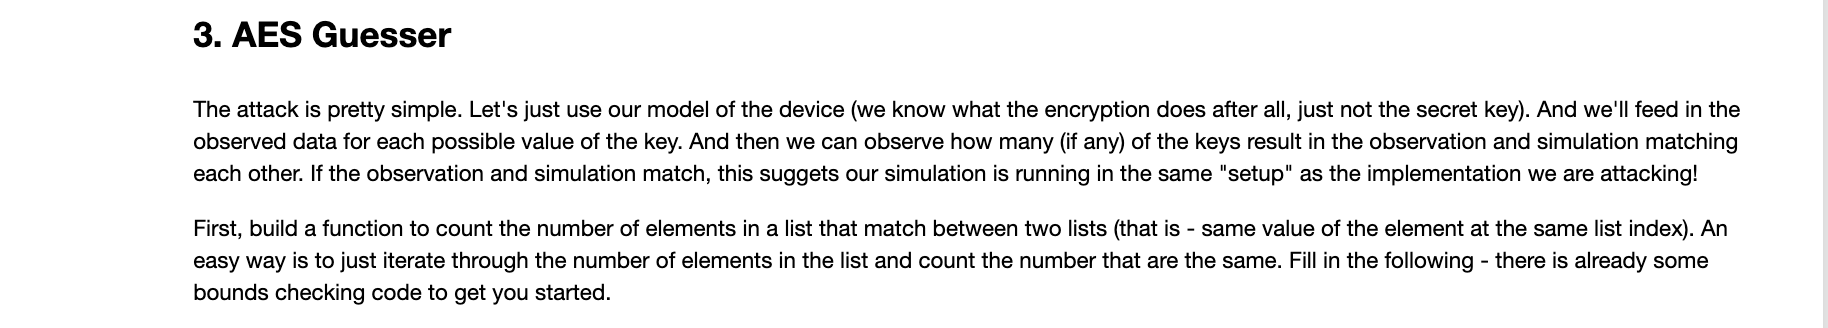 3. AES Guesser
The attack is pretty simple. Let's just use our model of the device (we know what the encryption does after all, just not the secret key). And we'll feed in the
observed data for each possible value of the key. And then we can observe how many (if any) of the keys result in the observation and simulation matching
each other. If the observation and simulation match, this suggets our simulation is running in the same "setup" as the implementation we are attacking!
First, build a function to count the number of elements in a list that match between two lists (that is - same value of the element at the same list index). An
easy way is to just iterate through the number of elements in the list and count the number that are the same. Fill in the following - there is already some
bounds checking code to get you started.